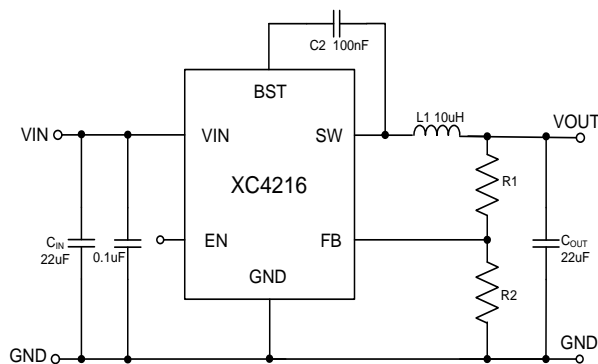 C2 100nF
BST
L1 10uH
VOUT
VIN
VIN
SW
R1
XC4216
CIN
22uF
0.1uF
EN
FB
COUT
22uF
GND
R2
GND
GND